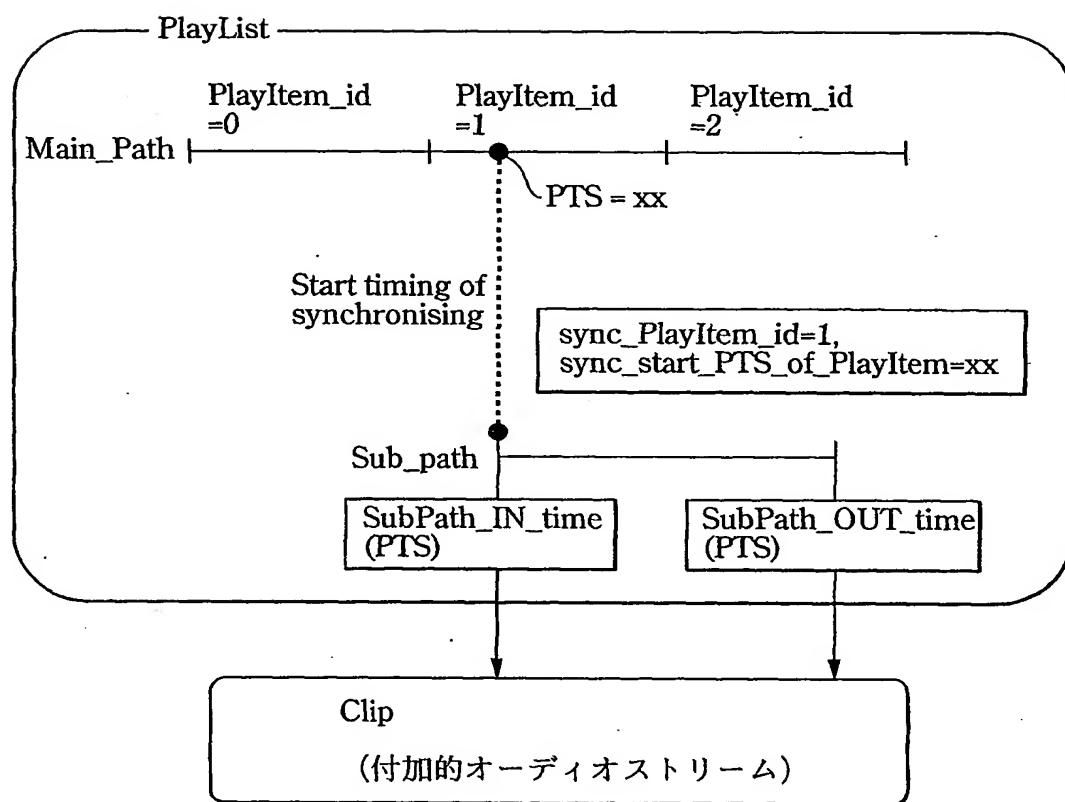 PlayList
PlayItem_id
=0
PlayItem_id
=1
PlayItem_id
=2
Main_Path
PTS = xx
Start timing of
synchronising
sync_PlayItem_id=1,
sync_start_PTS_of_PlayItem=xx
Sub_path
SubPath_IN_time
(PTS)
SubPath_OUT_time
(PTS)
Clip
(付加的オーディオストリーム)